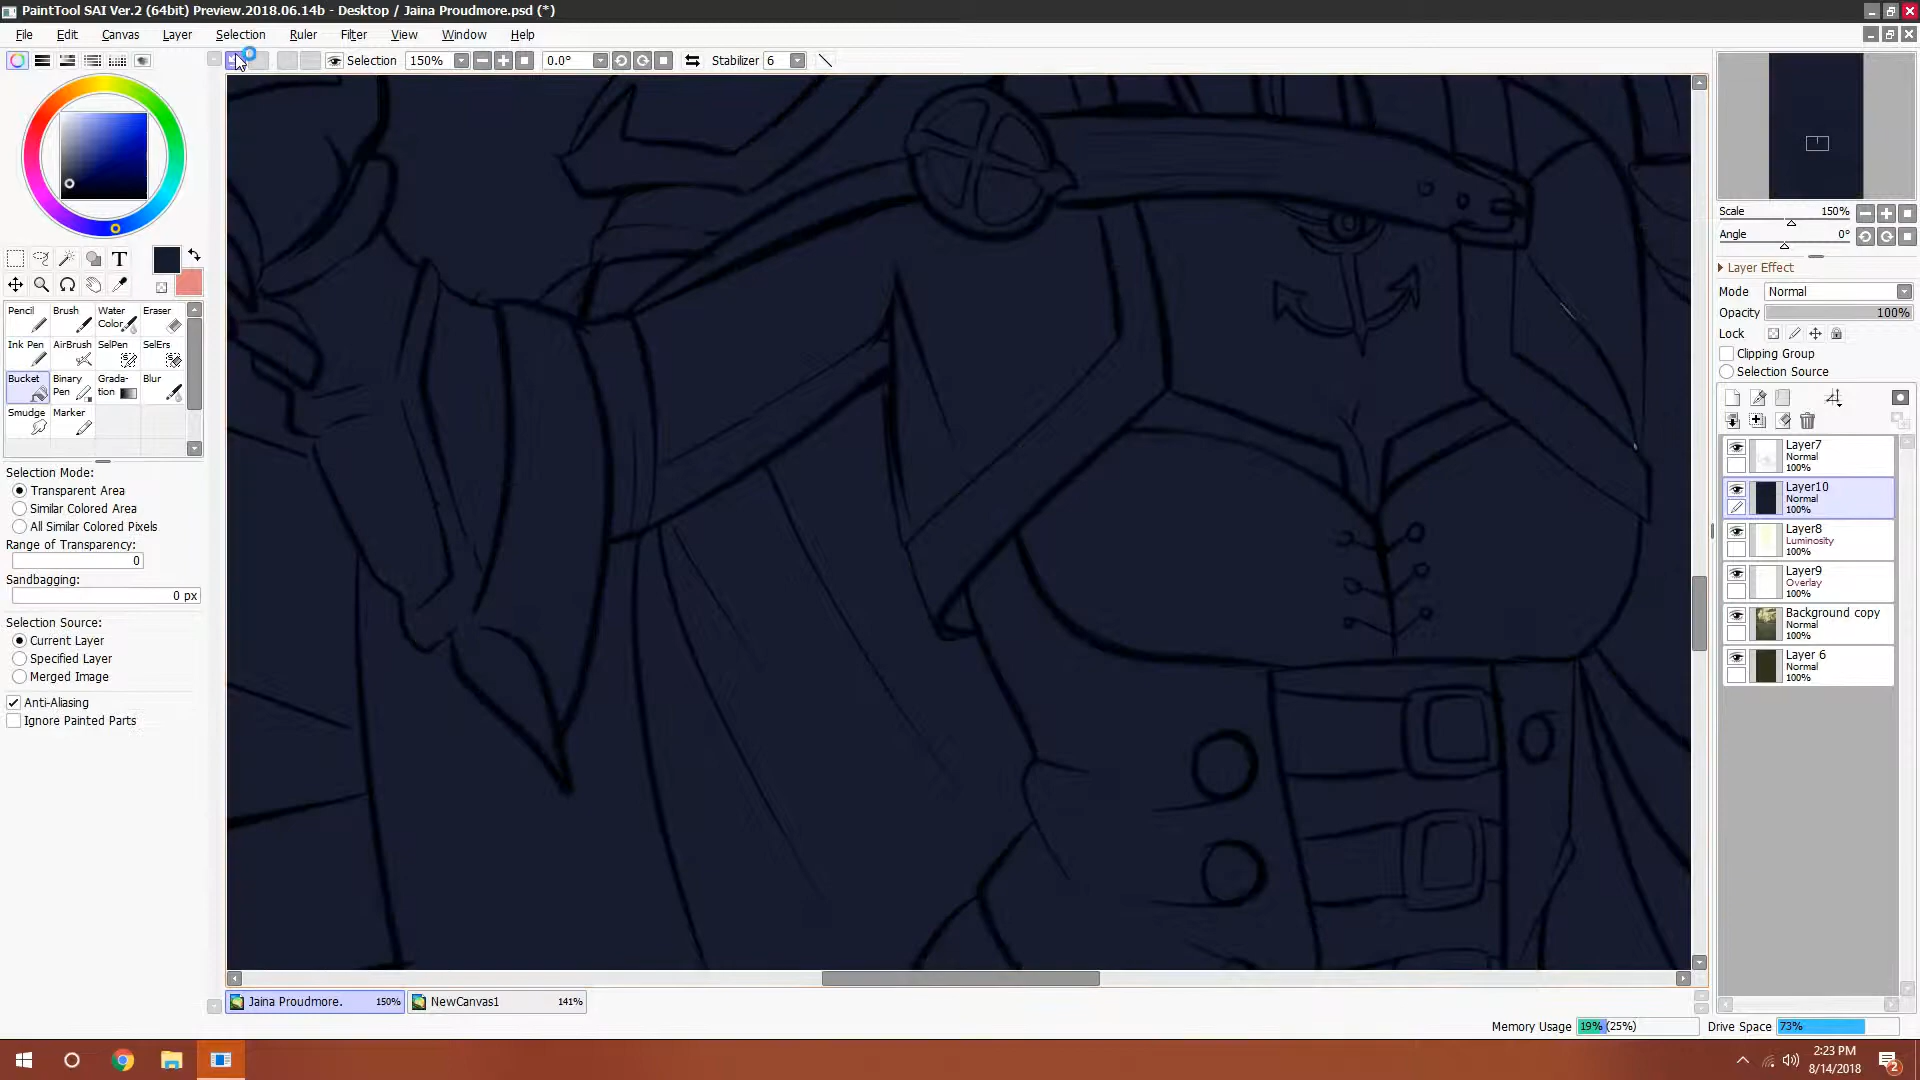 PaintTool SAI Ver.2 (64bit) Preview.2018.06.14b - Desktop / Jaina Proudmore.psd (*)
File Edit Canvas Layer Selection Ruler Filter View Window Help
Selection 150% 0.0° Stabilizer 6
Scale 150%
Angle 0°
Layer Effect
Mode Normal
Opacity 100%
Lock
Clipping Group
Selection Source
T
Pencil Brush Water Color Eraser
Ink Pen AirBrush SelPen SelErs
Bucket Binary Pen Grada-tion Blur
Smudge Marker
Selection Mode:
Transparent Area
Similar Colored Area
All Similar Colored Pixels
Range of Transparency:
0
Sandbagging:
0 px
Selection Source:
Current Layer
Specified Layer
Merged Image
Anti-Aliasing
Ignore Painted Parts
Layer7
Normal
100%
Layer10
Normal
100%
Layer8
Luminosity
100%
Layer9
Overlay
100%
Background copy
Normal
100%
Layer 6
Normal
100%
Jaina Proudmore. 150% NewCanvas1 141%
Memory Usage 19% (25%) Drive Space 73%
2:23 PM
8/14/2018
2